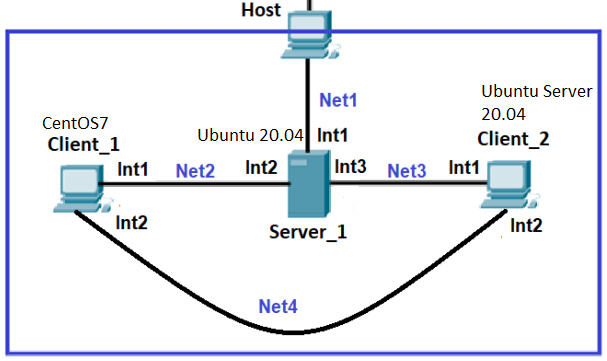 Host
Net1
Ubuntu Server
20.04
CentOS7
Ubuntu 20.04
Int1
Client_1
Client_2
Int1
Net2
Int2
Int3
Net3
Int1
Int2
Server_1
Int2
Net4